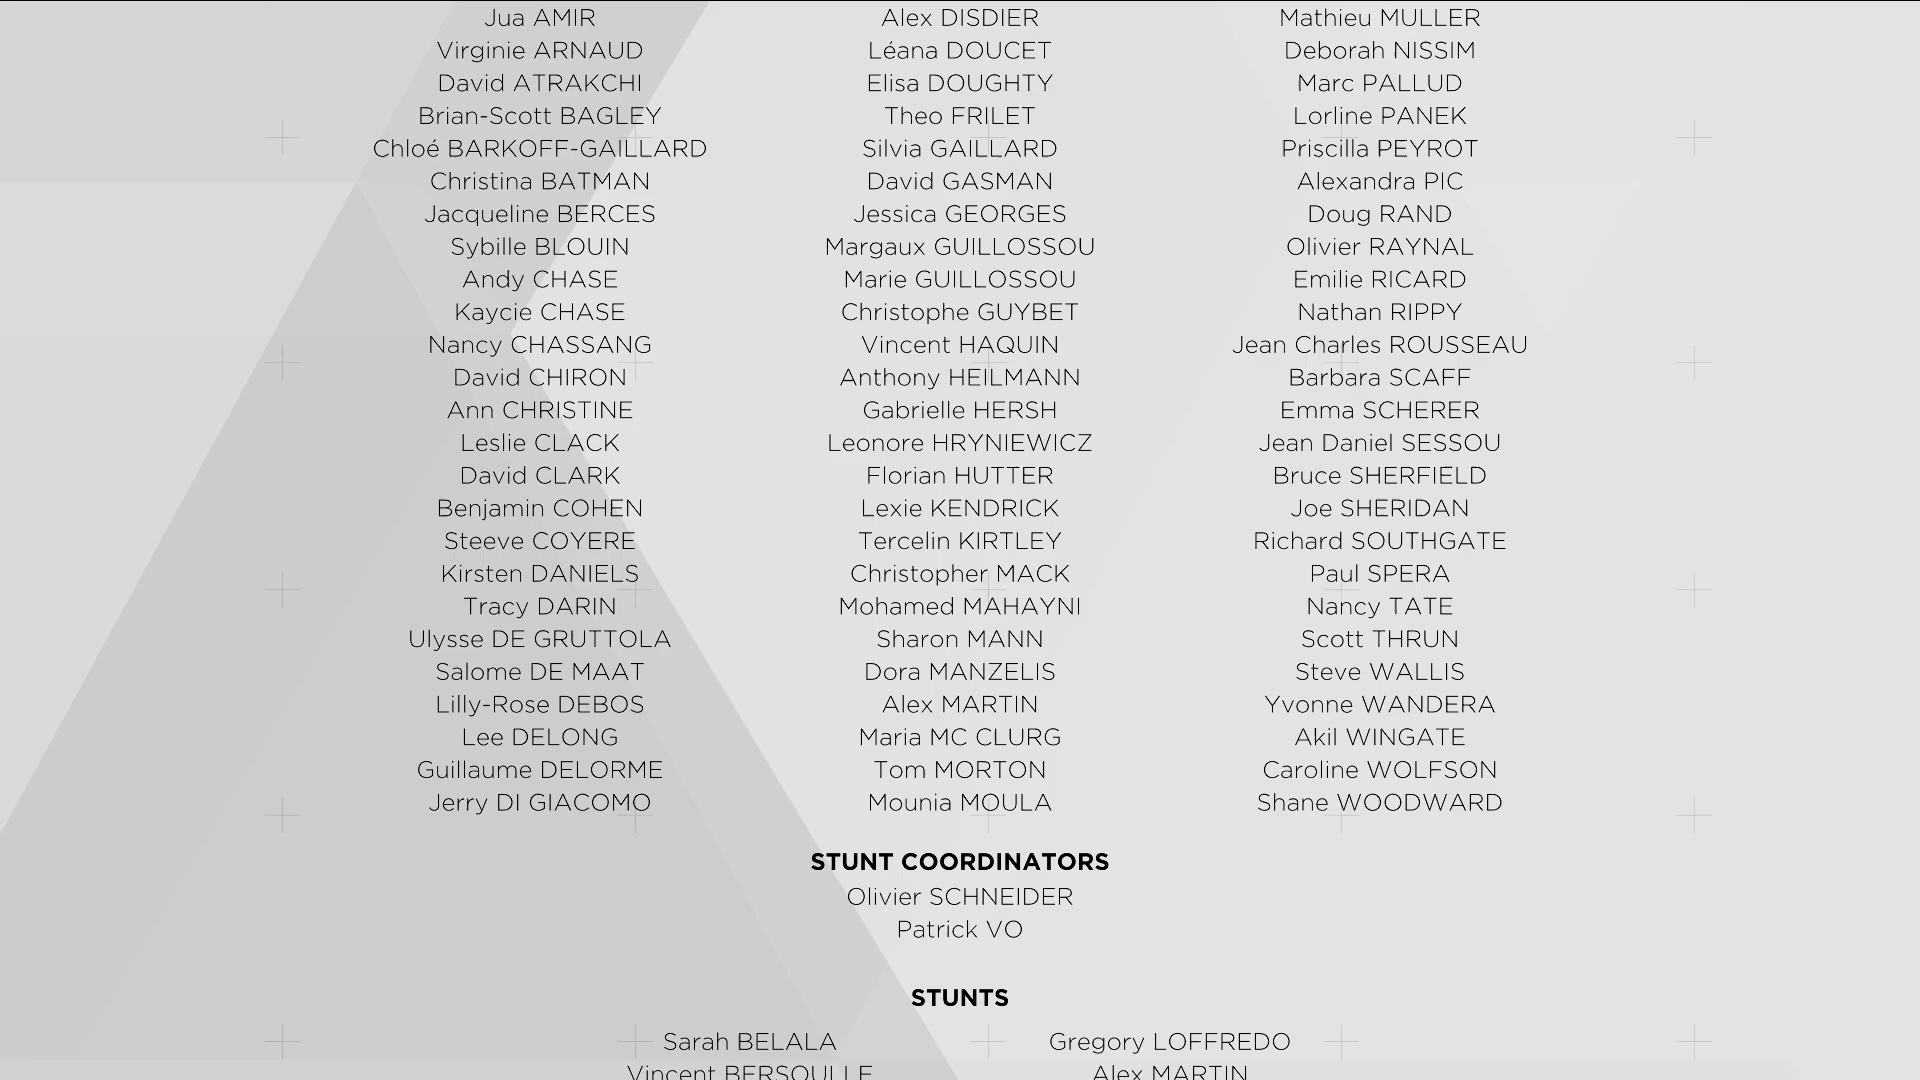 Jua AMIR
Virginie ARNAUD
David ATRAKCHI
Brian-Scott BAGLEY
Chloé BARKOFF-GAILLARD
Christina BATMAN
Jacqueline BERCES
Sybille BLOUIN
Andy CHASE
Kaycie CHASE
Nancy CHASSANG
David CHIRON
Ann CHRISTINE
Leslie CLACK
David CLARK
Benjamin COHEN
Steeve COYERE
Kirsten DANIELS
Tracy DARIN
Ulysse DE GRUTTOLA
Salome DE MAAT
Lilly-Rose DEBOS
Lee DELONG
Guillaume DELORME
Jerry DI GIACOMO
Alex DISDIER
Léana DOUCET
Elisa DOUGHTY
Theo FRILET
Silvia GAILLARD
David GASMAN
Jessica GEORGES
Margaux GUILLOSSOU
Marie GUILLOSSOU
Christophe GUYBET
Vincent HAQUIN
Anthony HEILMANN
Gabrielle HERSH
Leonore HRYNIEWICZ
Florian HUTTER
Lexie KENDRICK
Tercelin KIRTLEY
Christopher MACK
Mohamed MAHAYNI
Sharon MANN
Dora MANZELIS
Alex MARTIN
Maria MC CLURG
Tom MORTON
Mounia MOULA
Mathieu MULLER
Deborah NISSIM
Marc PALLUD
Lorline PANEK
Priscilla PEYROT
Alexandra PIC
Doug RAND
Olivier RAYNAL
Emilie RICARD
Nathan RIPPY
Jean Charles ROUSSEAU
Barbara SCAFF
Emma SCHERER
Jean Daniel SESSOU
Bruce SHERFIELD
Joe SHERIDAN
Richard SOUTHGATE
Paul SPERA
Nancy TATE
Scott THRUN
Steve WALLIS
Yvonne WANDERA
Akil WINGATE
Caroline WOLFSON
Shane WOODWARD
STUNT COORDINATORS
Olivier SCHNEIDER
Patrick VO
STUNTS
Sarah BELALA
Vincent BERSOULLE
Gregory LOFFREDO
Alex MARTIN